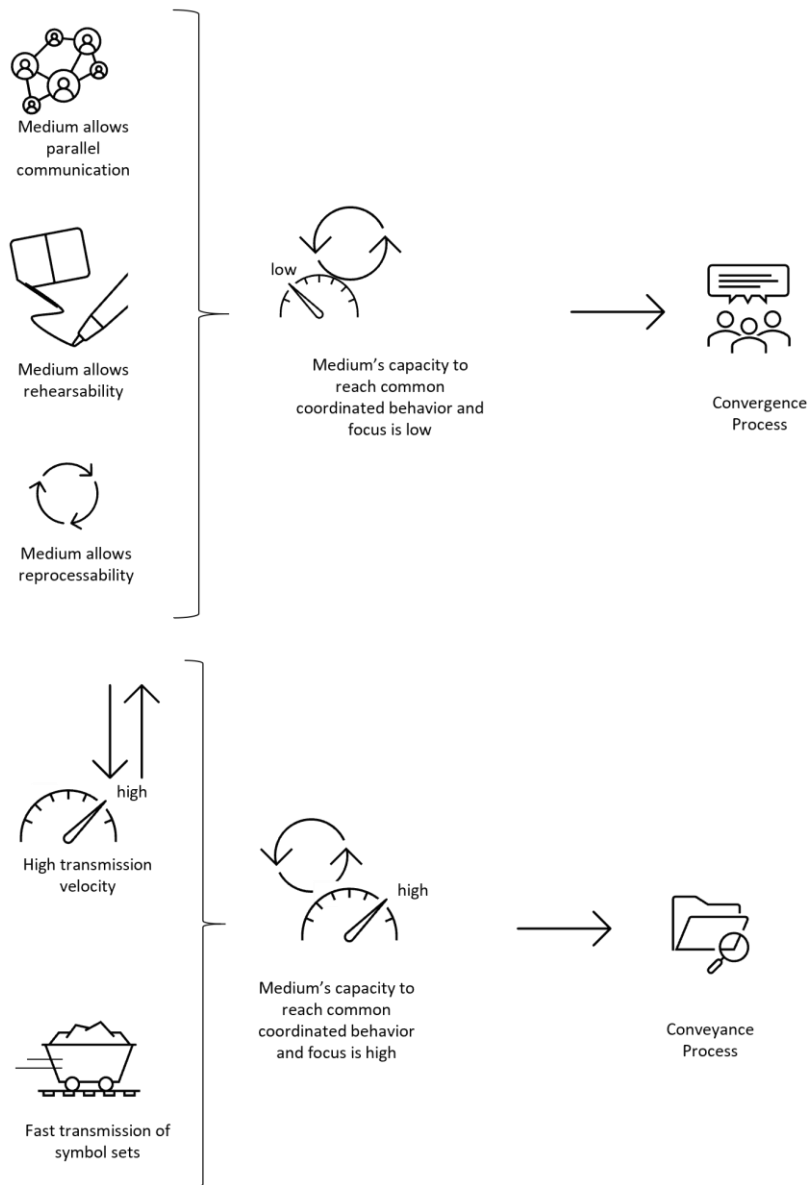 Medium allows
parallel
communication
Medium allows
rehearsability
Medium allows
reprocessability
low
Medium's capacity to
reach common
coordinated behavior and
focus is low
Convergence
Process
high
High transmission
velocity
Fast transmission of
symbol sets
high
Medium's capacity to
reach common
coordinated behavior
and focus is high
Conveyance
Process